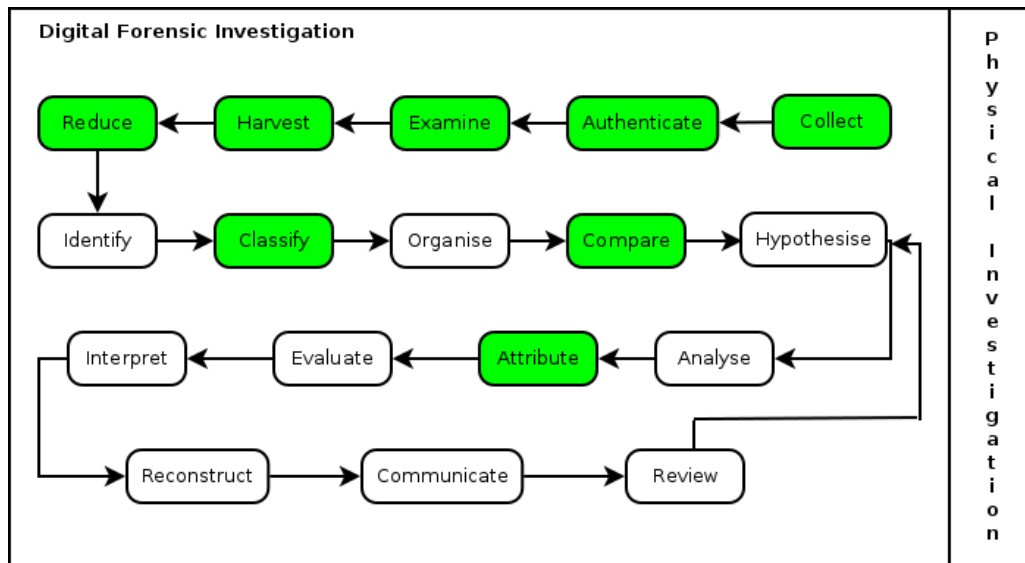 Digital Forensic Investigation
Reduce Harvest Examine Authenticate Collect
Identify Classify Organise Compare Hypothesise
Interpret Evaluate Attribute Analyse
Reconstruct Communicate Review
Physical Investigation